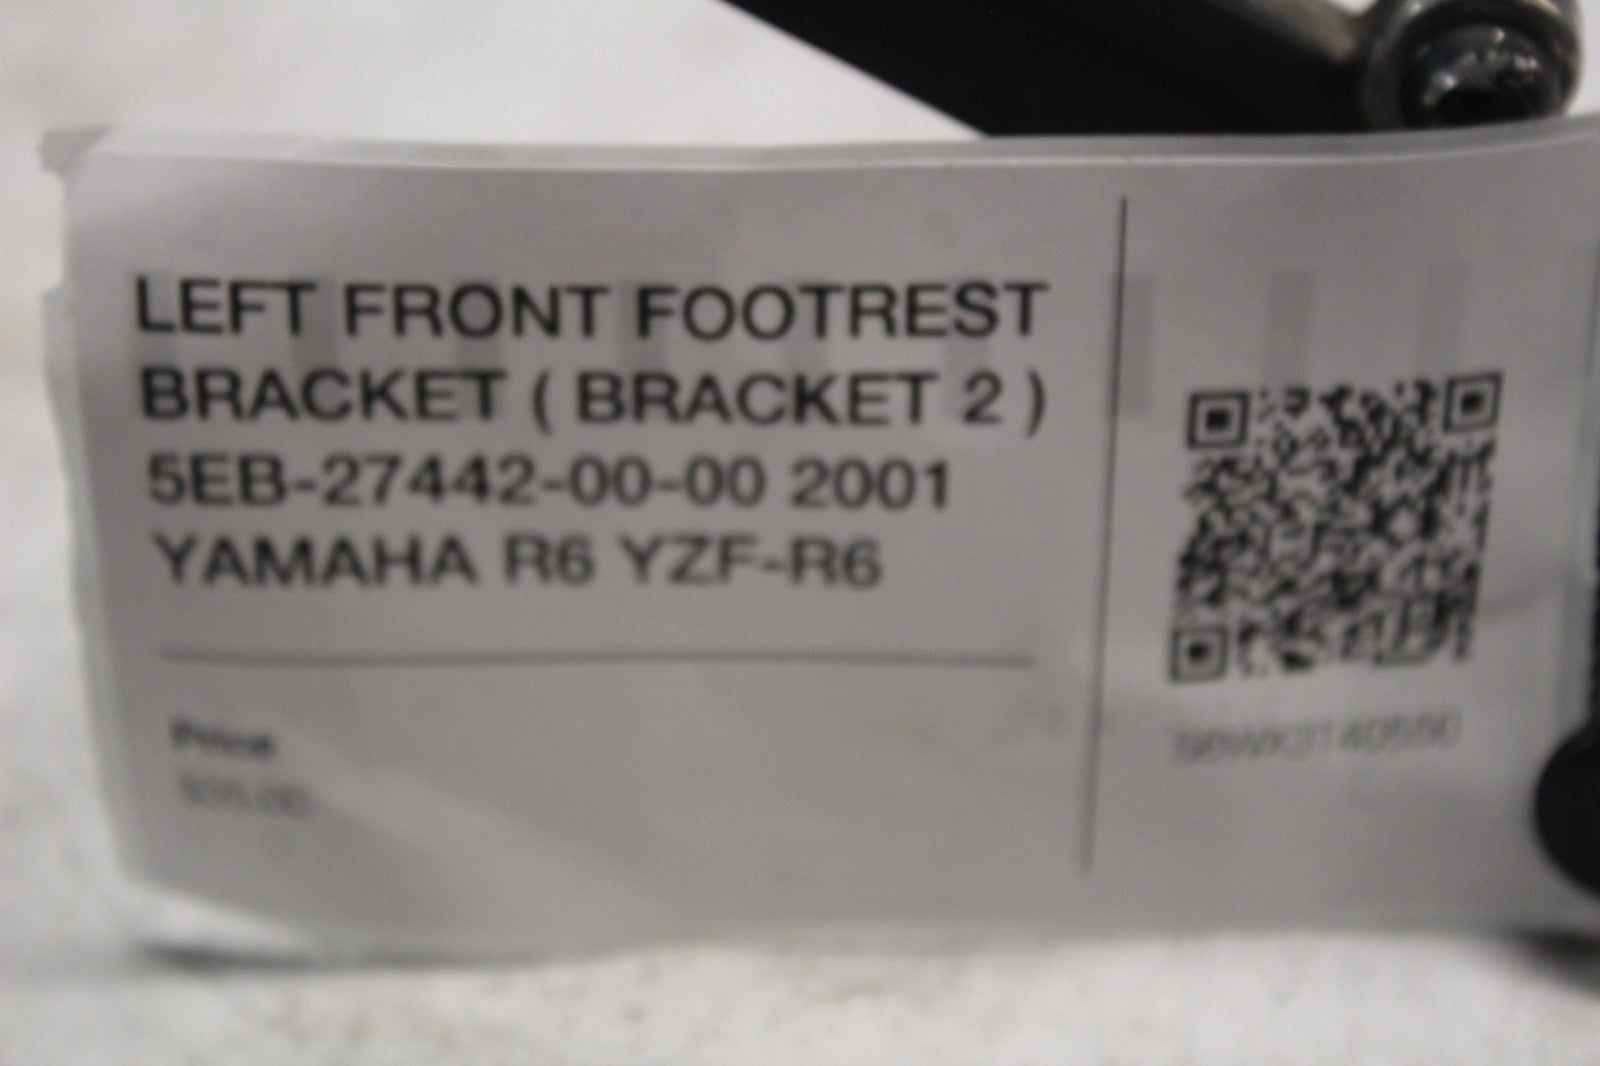 LEFT FRONT FOOTREST
BRACKET ( BRACKET 2 )
5EB-27442-00-00 2001
YAMAHA R6 YZF-R6
Price